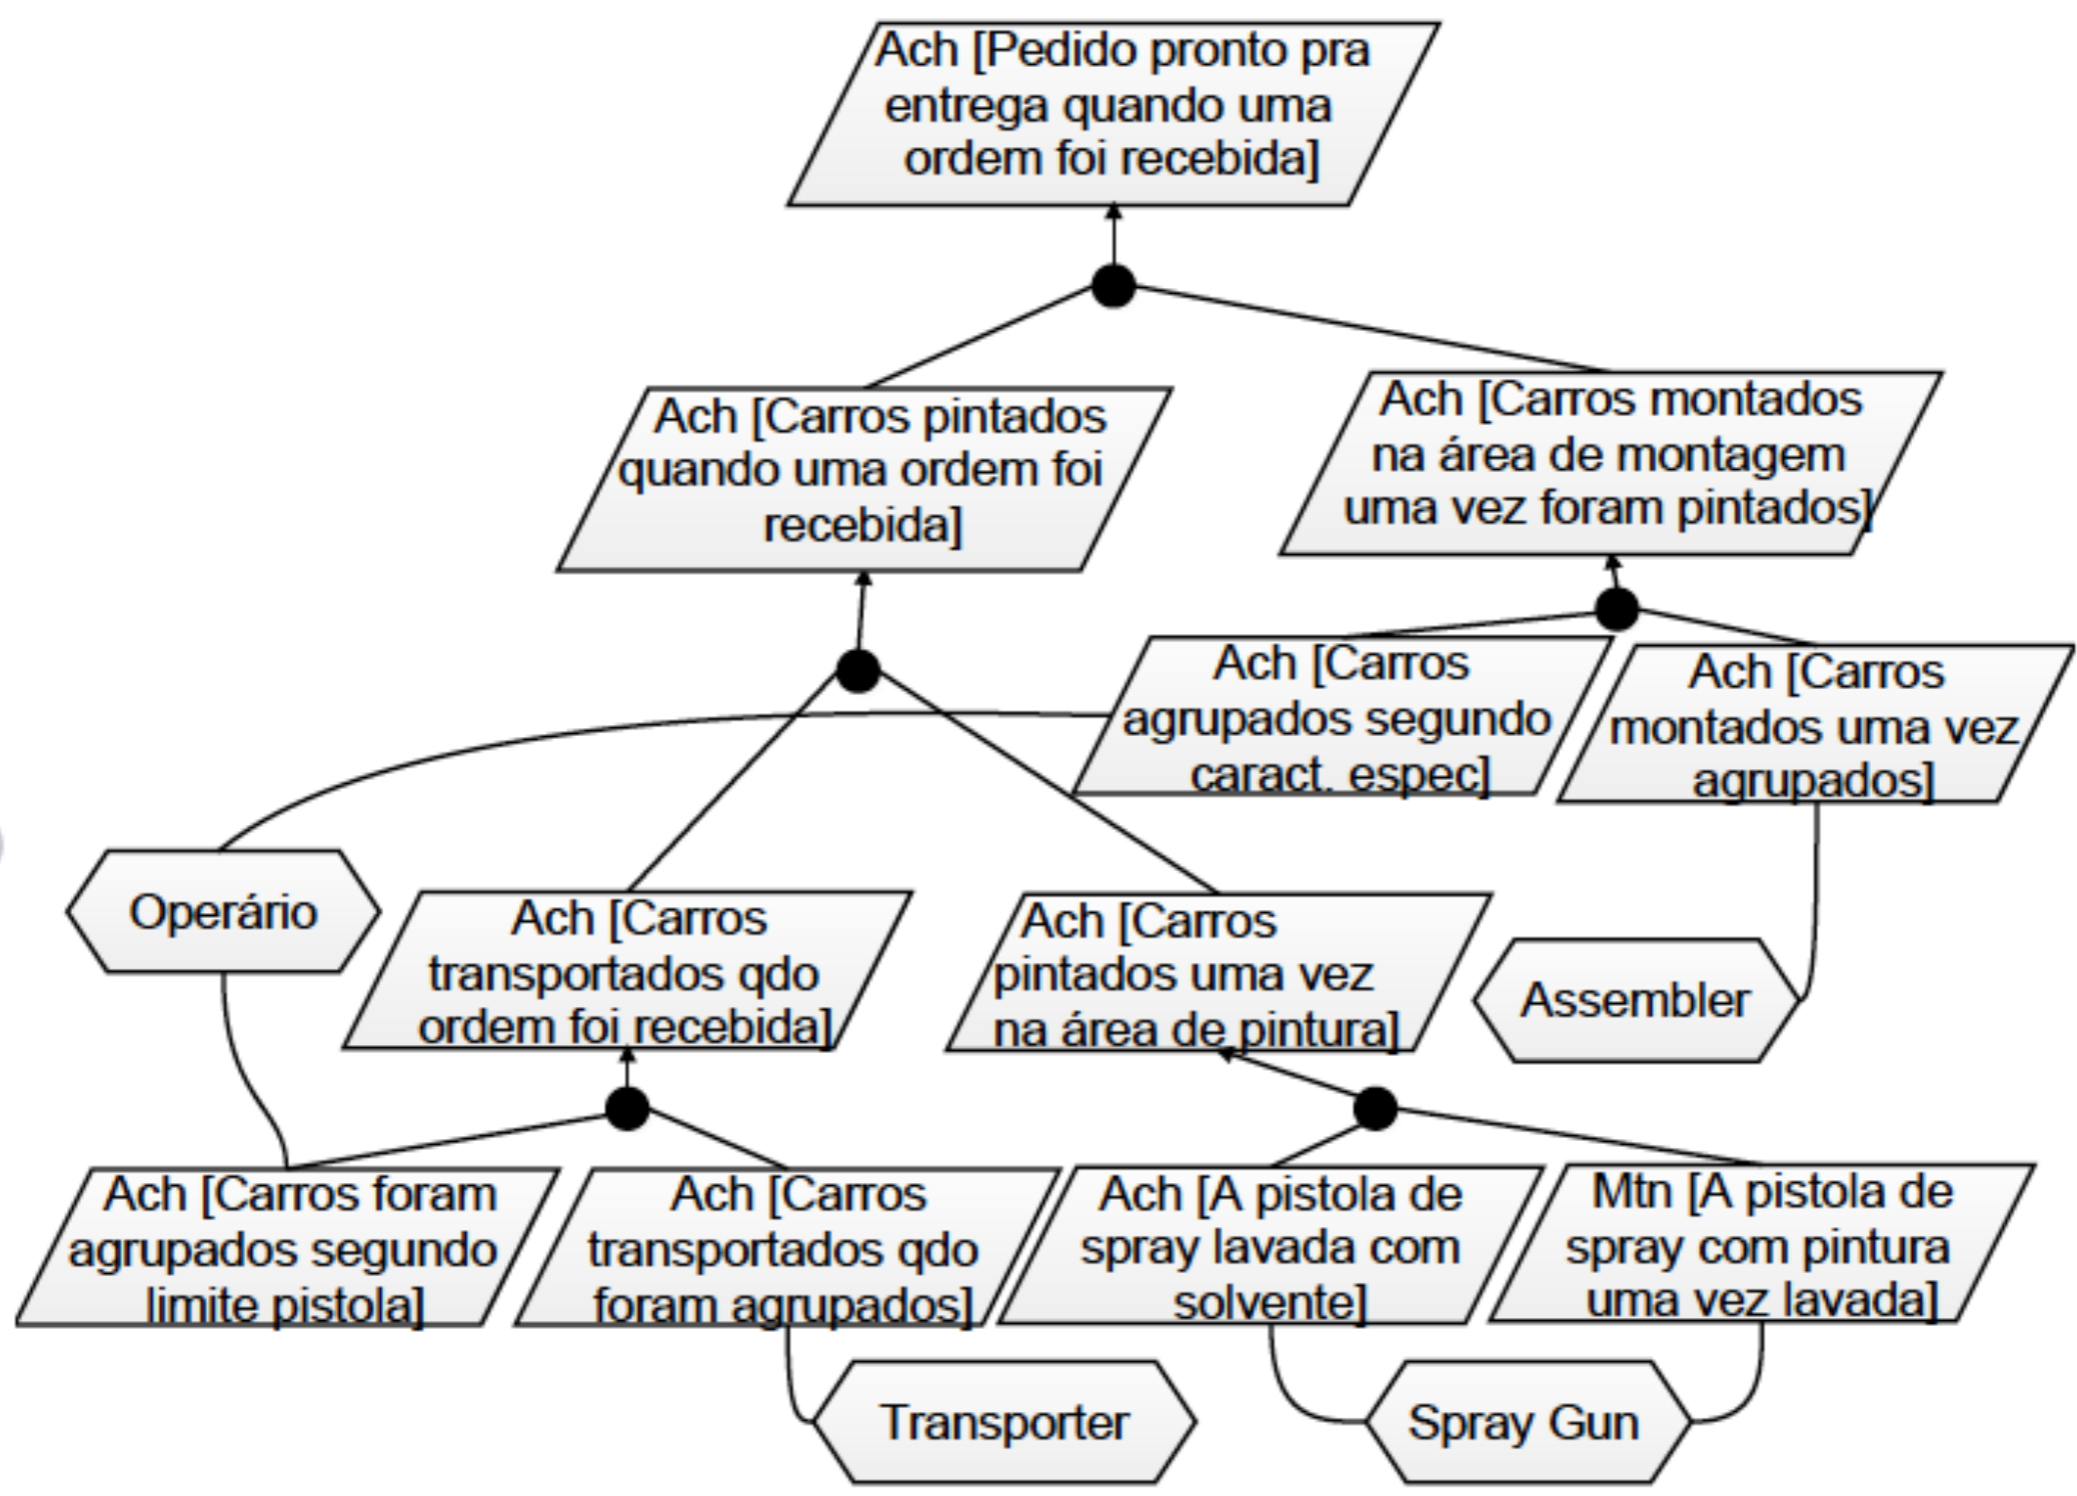 Ach [Pedido pronto pra
entrega quando uma
ordem foi recebida]
Ach [Carros pintados
quando uma ordem foi
recebida]
Ach [Carros montados
na área de montagem
uma vez foram pintados]
Ach [Carros
agrupados segundo
caract. espec]
Ach [Carros
montados uma vez
agrupados]
Operário
Ach [Carros
transportados qdo
ordem foi recebida]
Ach [Carros
pintados uma vez
na área de pintura]
Assembler
Ach [Carros foram
agrupados segundo
limite pistola]
Ach [Carros
transportados qdo
foram agrupados]
Ach [A pistola de
spray lavada com
solvente]
Mtn [A pistola de
spray com pintura
uma vez lavada]
Transporter
Spray Gun